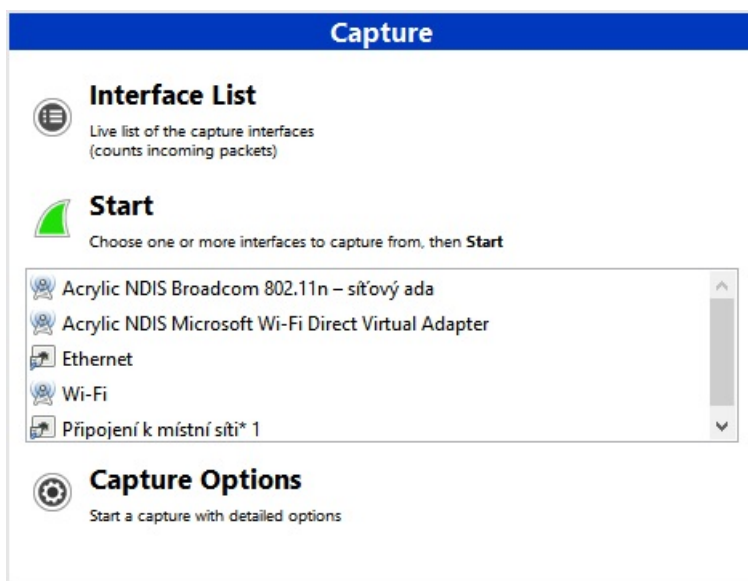 Capture
Interface List
Live list of the capture interfaces
(counts incoming packets)
Start
Choose one or more interfaces to capture from, then Start
Acrylic NDIS Broadcom 802.11n – síťový ada
Acrylic NDIS Microsoft Wi-Fi Direct Virtual Adapter
Ethernet
Wi-Fi
Připojení k místní síti* 1
Capture Options
Start a capture with detailed options